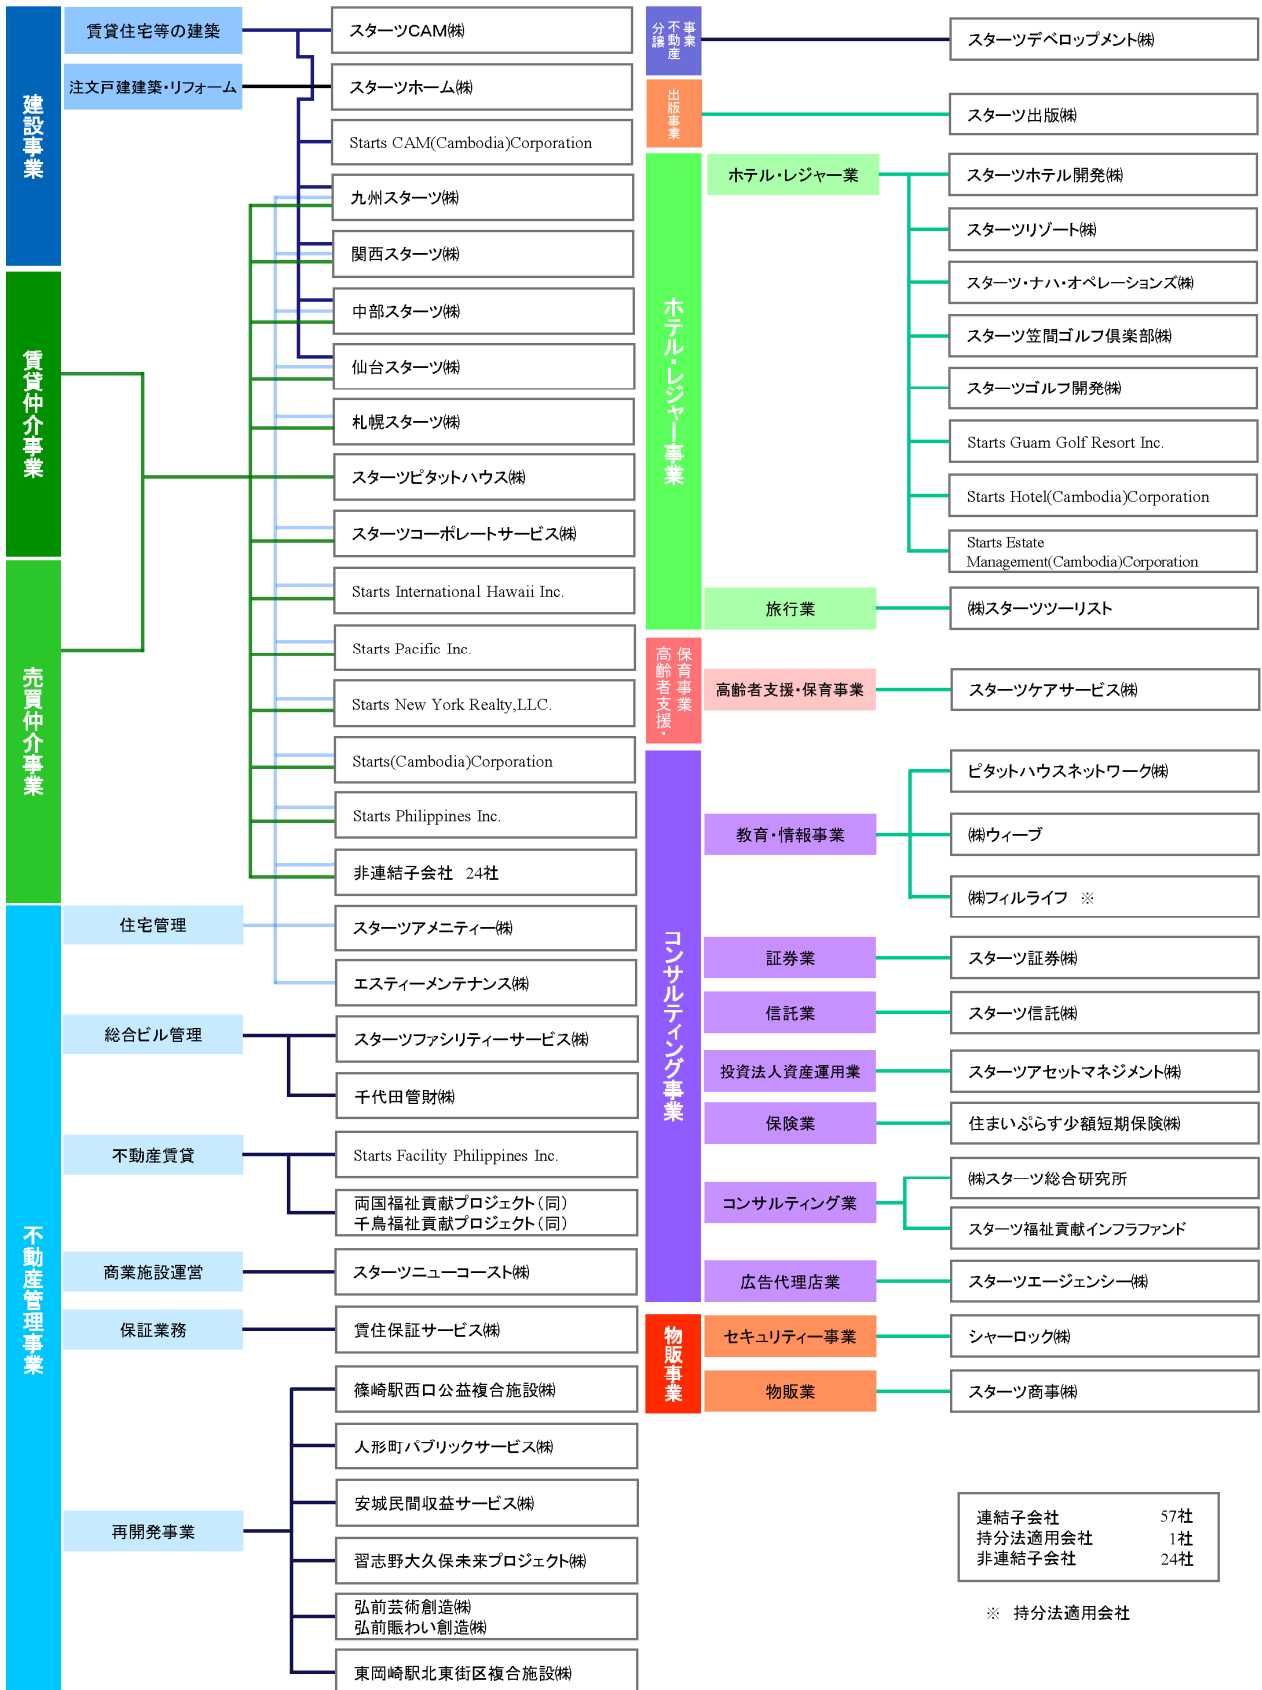 建設事業
賃貸住宅等の建築
スターツCAM㈱
注文戸建建築・リフォーム
スターツホーム㈱
Starts CAM(Cambodia)Corporation
九州スターツ㈱
関西スターツ㈱
中部スターツ㈱
仙台スターツ㈱
札幌スターツ㈱
賃貸仲介事業
スターツピタットハウス㈱
スターツコーポレートサービス㈱
Starts International Hawaii Inc.
Starts Pacific Inc.
売買仲介事業
Starts New York Realty,LLC.
Starts(Cambodia)Corporation
Starts Philippines Inc.
非連結子会社 24社
不動産管理事業
住宅管理
スターツアメニティー㈱
エスティーメンテナンス㈱
総合ビル管理
スターツファシリティーサービス㈱
千代田管財㈱
不動産賃貸
Starts Facility Philippines Inc.
両国福祉貢献プロジェクト(同)
千鳥福祉貢献プロジェクト(同)
商業施設運営
スターツニューコースト㈱
保証業務
賃住保証サービス㈱
再開発事業
篠崎駅西口公益複合施設㈱
人形町パブリックサービス㈱
安城民間収益サービス㈱
習志野大久保未来プロジェクト㈱
弘前芸術創造㈱
弘前賑わい創造㈱
東岡崎駅北東街区複合施設㈱
事業
不動産
分譲
スターツデベロップメント㈱
出版事業
スターツ出版㈱
ホテル・レジャー事業
ホテル・レジャー業
スターツホテル開発㈱
スターツリゾート㈱
スターツ・ナハ・オペレーションズ㈱
スターツ笠間ゴルフ倶楽部㈱
スターツゴルフ開発㈱
Starts Guam Golf Resort Inc.
Starts Hotel(Cambodia)Corporation
Starts Estate
Management(Cambodia)Corporation
旅行業
㈱スターツツーリスト
保育事業
高齢者支援・
高齢者支援・保育事業
スターツケアサービス㈱
コンサルティング事業
教育・情報事業
ピタットハウスネットワーク㈱
㈱ウィーブ
㈱フィルライフ ※
証券業
スターツ証券㈱
信託業
スターツ信託㈱
投資法人資産運用業
スターツアセットマネジメント㈱
保険業
住まいぷらす少額短期保険㈱
コンサルティング業
㈱スターツ総合研究所
スターツ福祉貢献インフラファンド
広告代理店業
スターツエージェンシー㈱
物販事業
セキュリティー事業
シャーロック㈱
物販業
スターツ商事㈱
連結子会社 57社
持分法適用会社 1社
非連結子会社 24社
※ 持分法適用会社